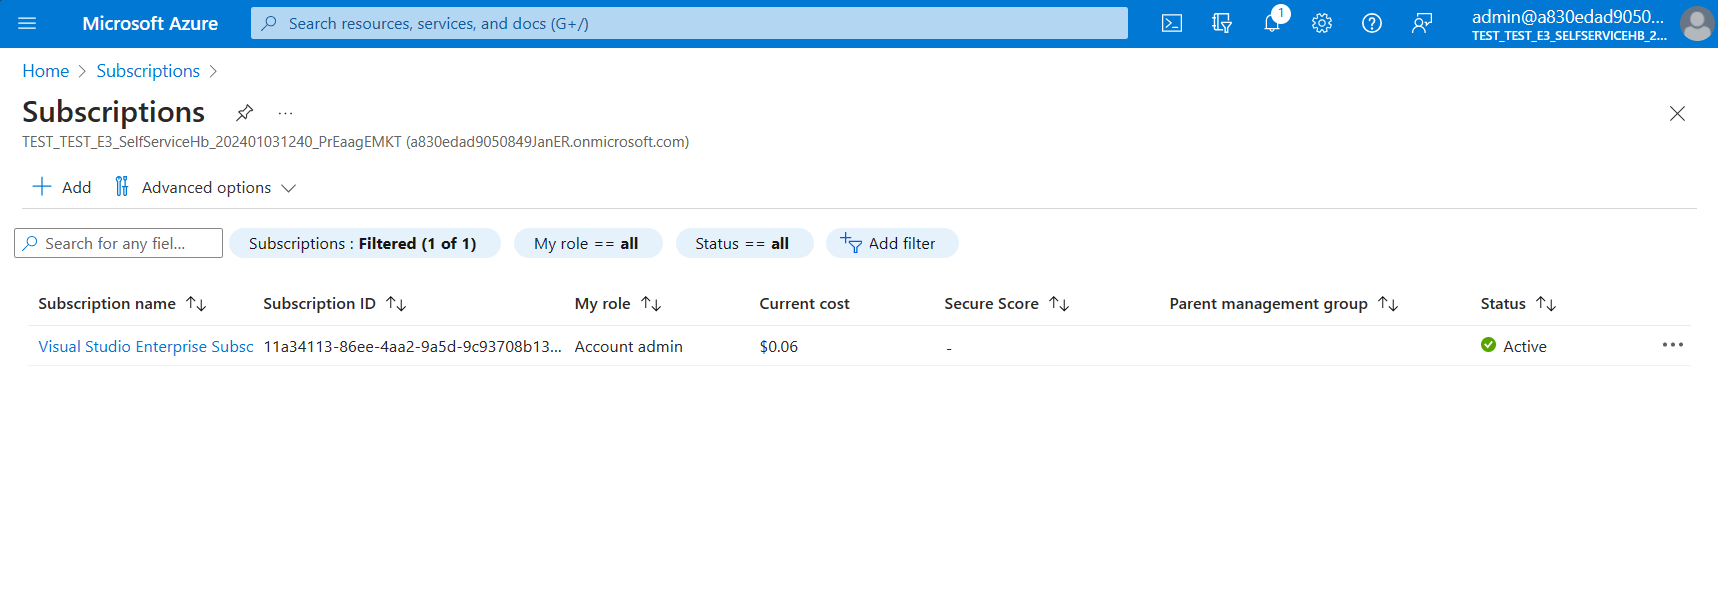 Microsoft Azure
Search resources, services, and docs (G+/)
1
admin@a830edad9050...
TEST_TEST_E3_SELFSERVICEHB_2...
Home > Subscriptions >
Subscriptions
TEST_TEST_E3_SelfServiceHb_202401031240_PrEaagEMKT (a830edad9050849JanER.onmicrosoft.com)
Add Advanced options
Search for any fiel... Subscriptions : Filtered (1 of 1) My role == all Status == all Add filter
Subscription name Subscription ID My role Current cost Secure Score Parent management group Status
Visual Studio Enterprise Subsc 11a34113-86ee-4aa2-9a5d-9c93708b13... Account admin $0.06 - Active